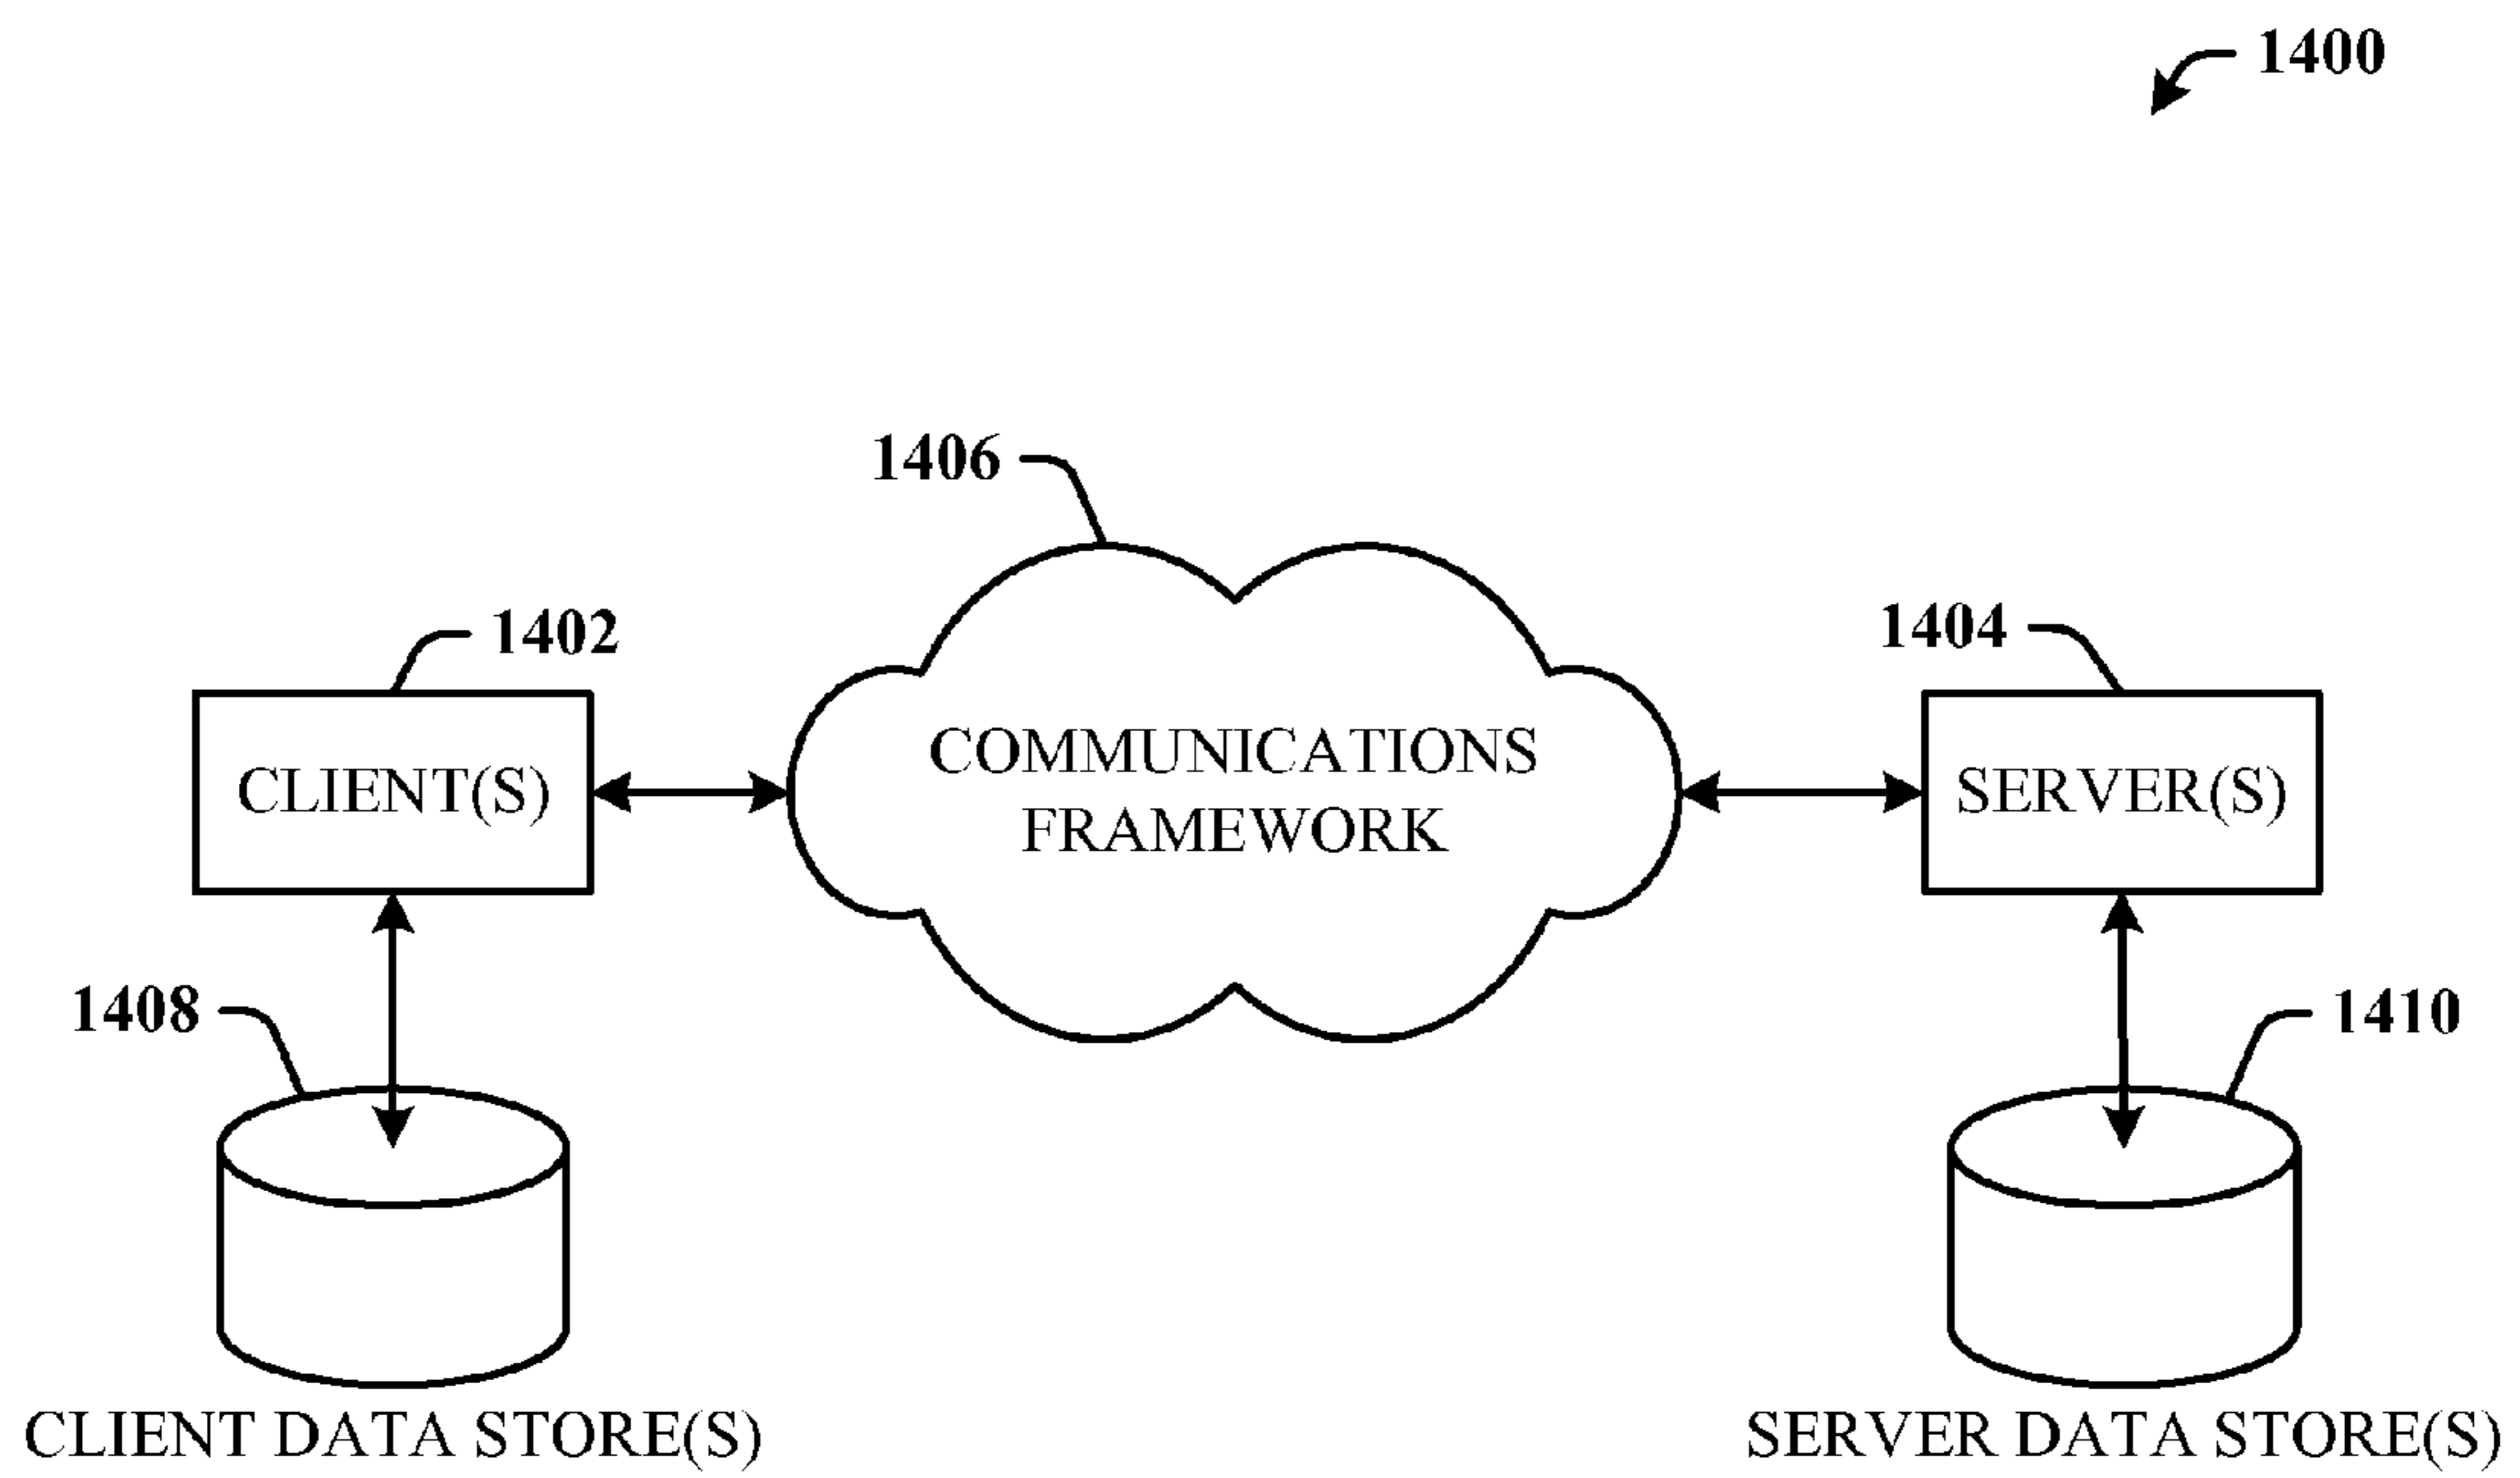 1400
1406
1402
1404
CLIENT(S)
COMMUNICATIONS
FRAMEWORK
SERVER(S)
1408
1410
CLIENT DATA STORE(S)
SERVER DATA STORE(S)